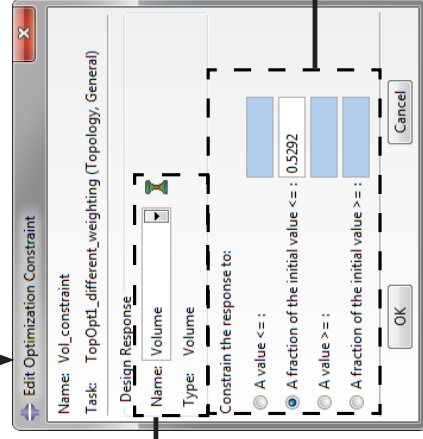 Edit Optimization Constraint
Name: Vol_constraint
Task: TopOpt1_different_weighting (Topology, General)
Design Response
Name: Volume
Type: Volume
Constrain the response to:
A value <= :
A fraction of the initial value <= : 0.5292
A value >= :
A fraction of the initial value >= :
OK Cancel